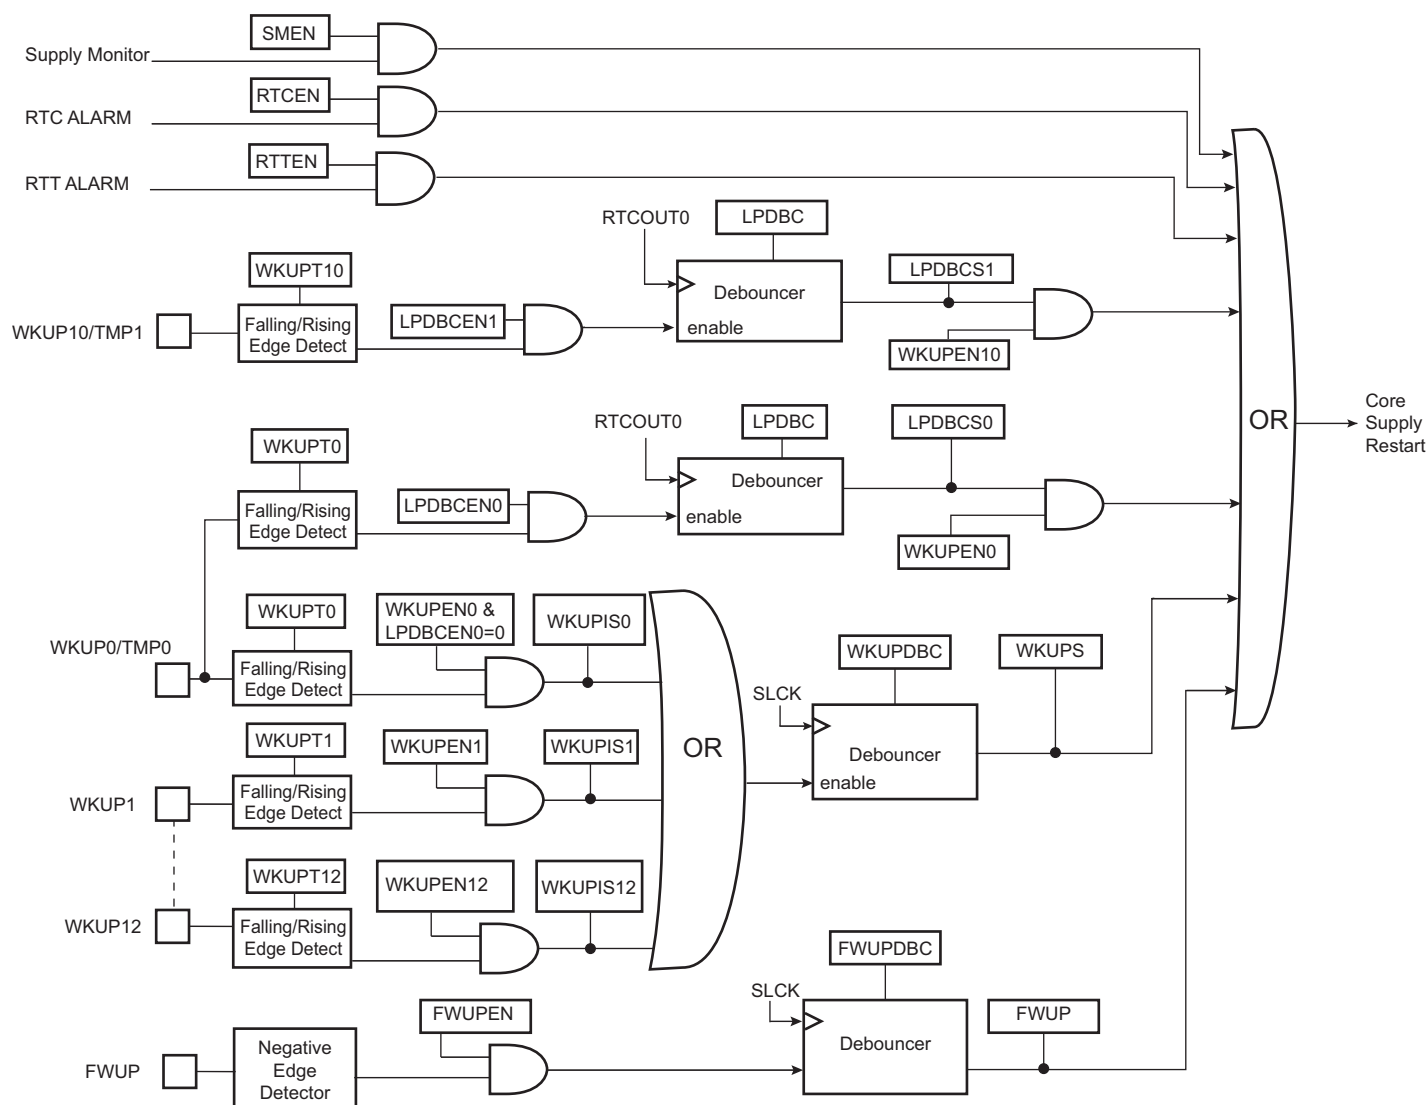 SMEN
Supply Monitor
RTCEN
RTC ALARM
RTTEN
RTT ALARM
RTCOUT0
LPDBC
WKUPT10
LPDBCS1
Debouncer
enable
WKUP10/TMP1
Falling/Rising
Edge Detect
LPDBCEN1
WKUPEN10
RTCOUT0
LPDBC
LPDBCS0
WKUPT0
Debouncer
enable
Falling/Rising
Edge Detect
LPDBCEN0
WKUPEN0
OR
Core
Supply
Restart
WKUPT0
WKUPEN0 &
LPDBCEN0=0
WKUPIS0
WKUP0/TMP0
Falling/Rising
Edge Detect
WKUPDBC
WKUPS
SLCK
WKUPT1
WKUPEN1
WKUPIS1
OR
Debouncer
enable
WKUP1
Falling/Rising
Edge Detect
WKUPT12
WKUPEN12
WKUPIS12
WKUP12
Falling/Rising
Edge Detect
FWUPDBC
SLCK
FWUPEN
FWUP
Debouncer
FWUP
Negative
Edge
Detector